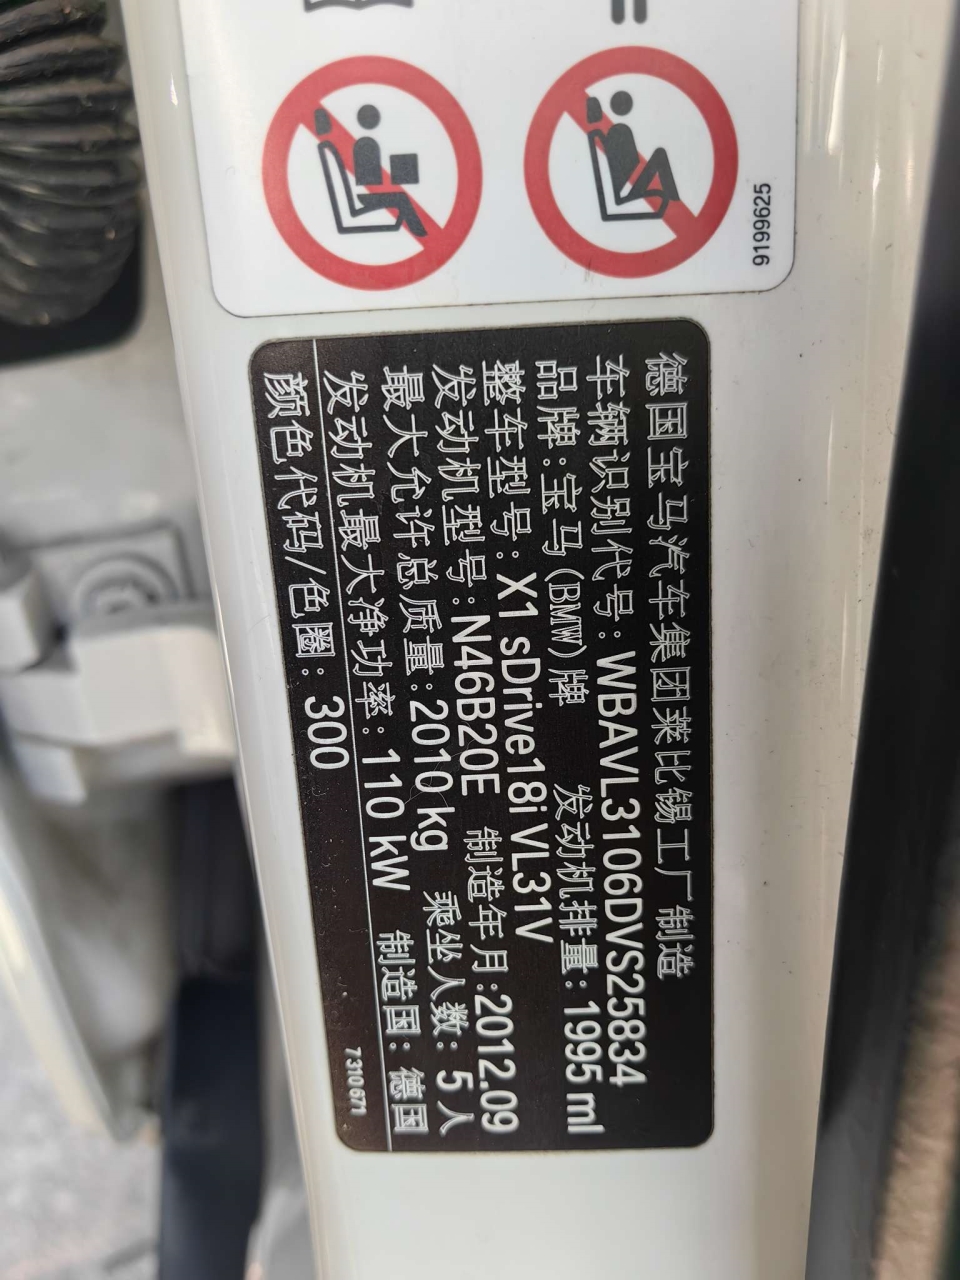 9199625
德国宝马汽车集团莱比锡工厂制造
车辆识别代号:WBAVL3106DVS25834
品牌:宝马(BMW)牌 发动机排量:1995 ml
整车型号:X1 sDrive18i VL31V
发动机型号:N46B20E 制造年月:2012.09
最大允许总质量:2010 kg 乘坐人数:5人
发动机最大净功率:110 kW 制造国:德国
颜色代码/色圈:300
7310671